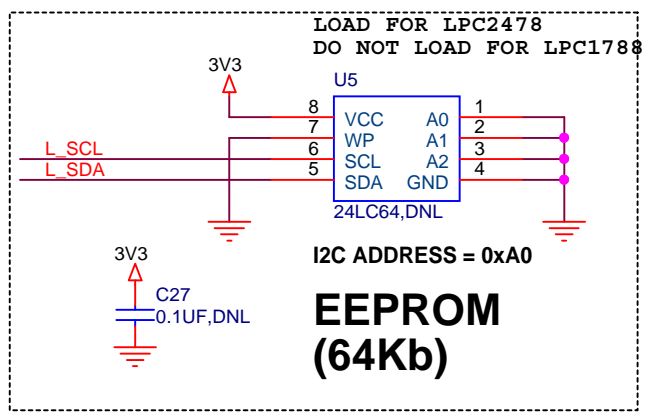 LOAD FOR LPC2478
DO NOT LOAD FOR LPC1788
3V3
U5
8 VCC A0 1
7 WP A1 2
L_SCL 6 SCL A2 3
L_SDA 5 SDA GND 4
24LC64,DNL
3V3
I2C ADDRESS = 0xA0
C27
0.1UF,DNL
EEPROM
(64Kb)